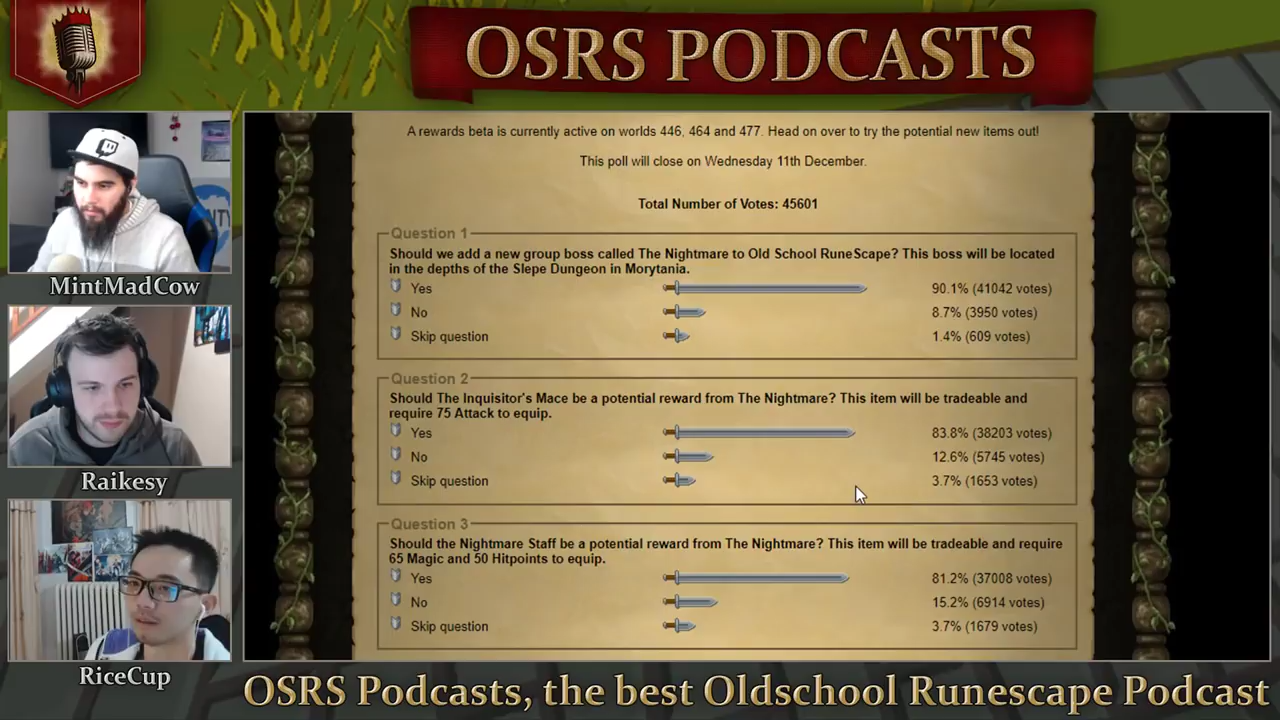 OSRS PODCASTS
MintMadCow
Raikesy
RiceCup
A rewards beta is currently active on worlds 446, 464 and 477. Head on over to try the potential new items out!
This poll will close on Wednesday 11th December.
Total Number of Votes: 45601
Question 1
Should we add a new group boss called The Nightmare to Old School RuneScape? This boss will be located
in the depths of the Slepe Dungeon in Morytania.
Yes 90.1% (41042 votes)
No 8.7% (3950 votes)
Skip question 1.4% (609 votes)
Question 2
Should The Inquisitor's Mace be a potential reward from The Nightmare? This item will be tradeable and
require 75 Attack to equip.
Yes 83.8% (38203 votes)
No 12.6% (5745 votes)
Skip question 3.7% (1653 votes)
Question 3
Should the Nightmare Staff be a potential reward from The Nightmare? This item will be tradeable and require
65 Magic and 50 Hitpoints to equip.
Yes 81.2% (37008 votes)
No 15.2% (6914 votes)
Skip question 3.7% (1679 votes)
OSRS Podcasts, the best Oldschool Runescape Podcast